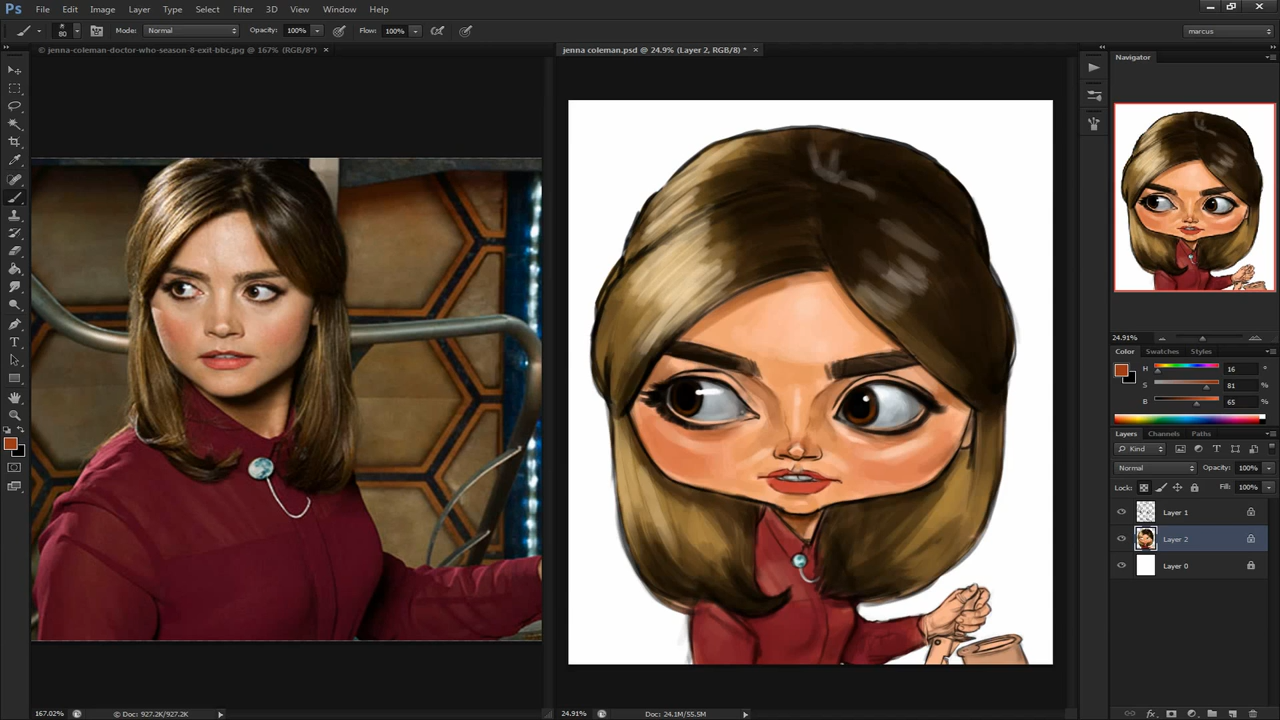 Ps File Edit Image Layer Type Select Filter 3D View Window Help
80 Mode: Normal Opacity: 100% Flow: 100% marcus
© jenna-coleman-doctor-who-season-8-exit-bbc.jpg @ 167% (RGB/8*) ×
jenna coleman.psd @ 24.9% (Layer 2, RGB/8) * ×
Navigator
24.91%
Color Swatches Styles
H 16 °
S 81 %
B 65 %
Layers Channels Paths
Kind T
Normal Opacity: 100%
Lock: Fill: 100%
Layer 1
Layer 2
Layer 0
fx
T
167.02% © Doc: 927.2K/927.2K
24.91% Doc: 24.1M/55.5M